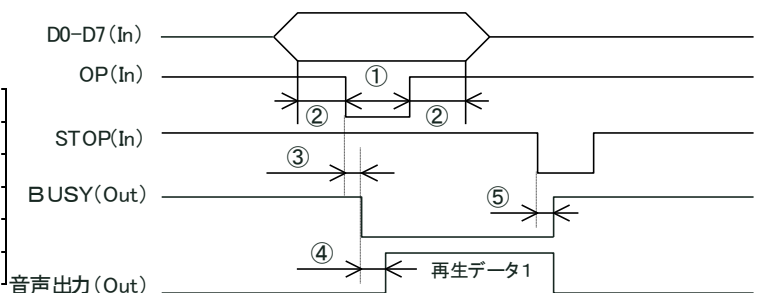 D0-D7(In)
OP(In)
①
②
②
STOP(In)
③
BUSY(Out)
⑤
④
再生データ1
音声出力(Out)